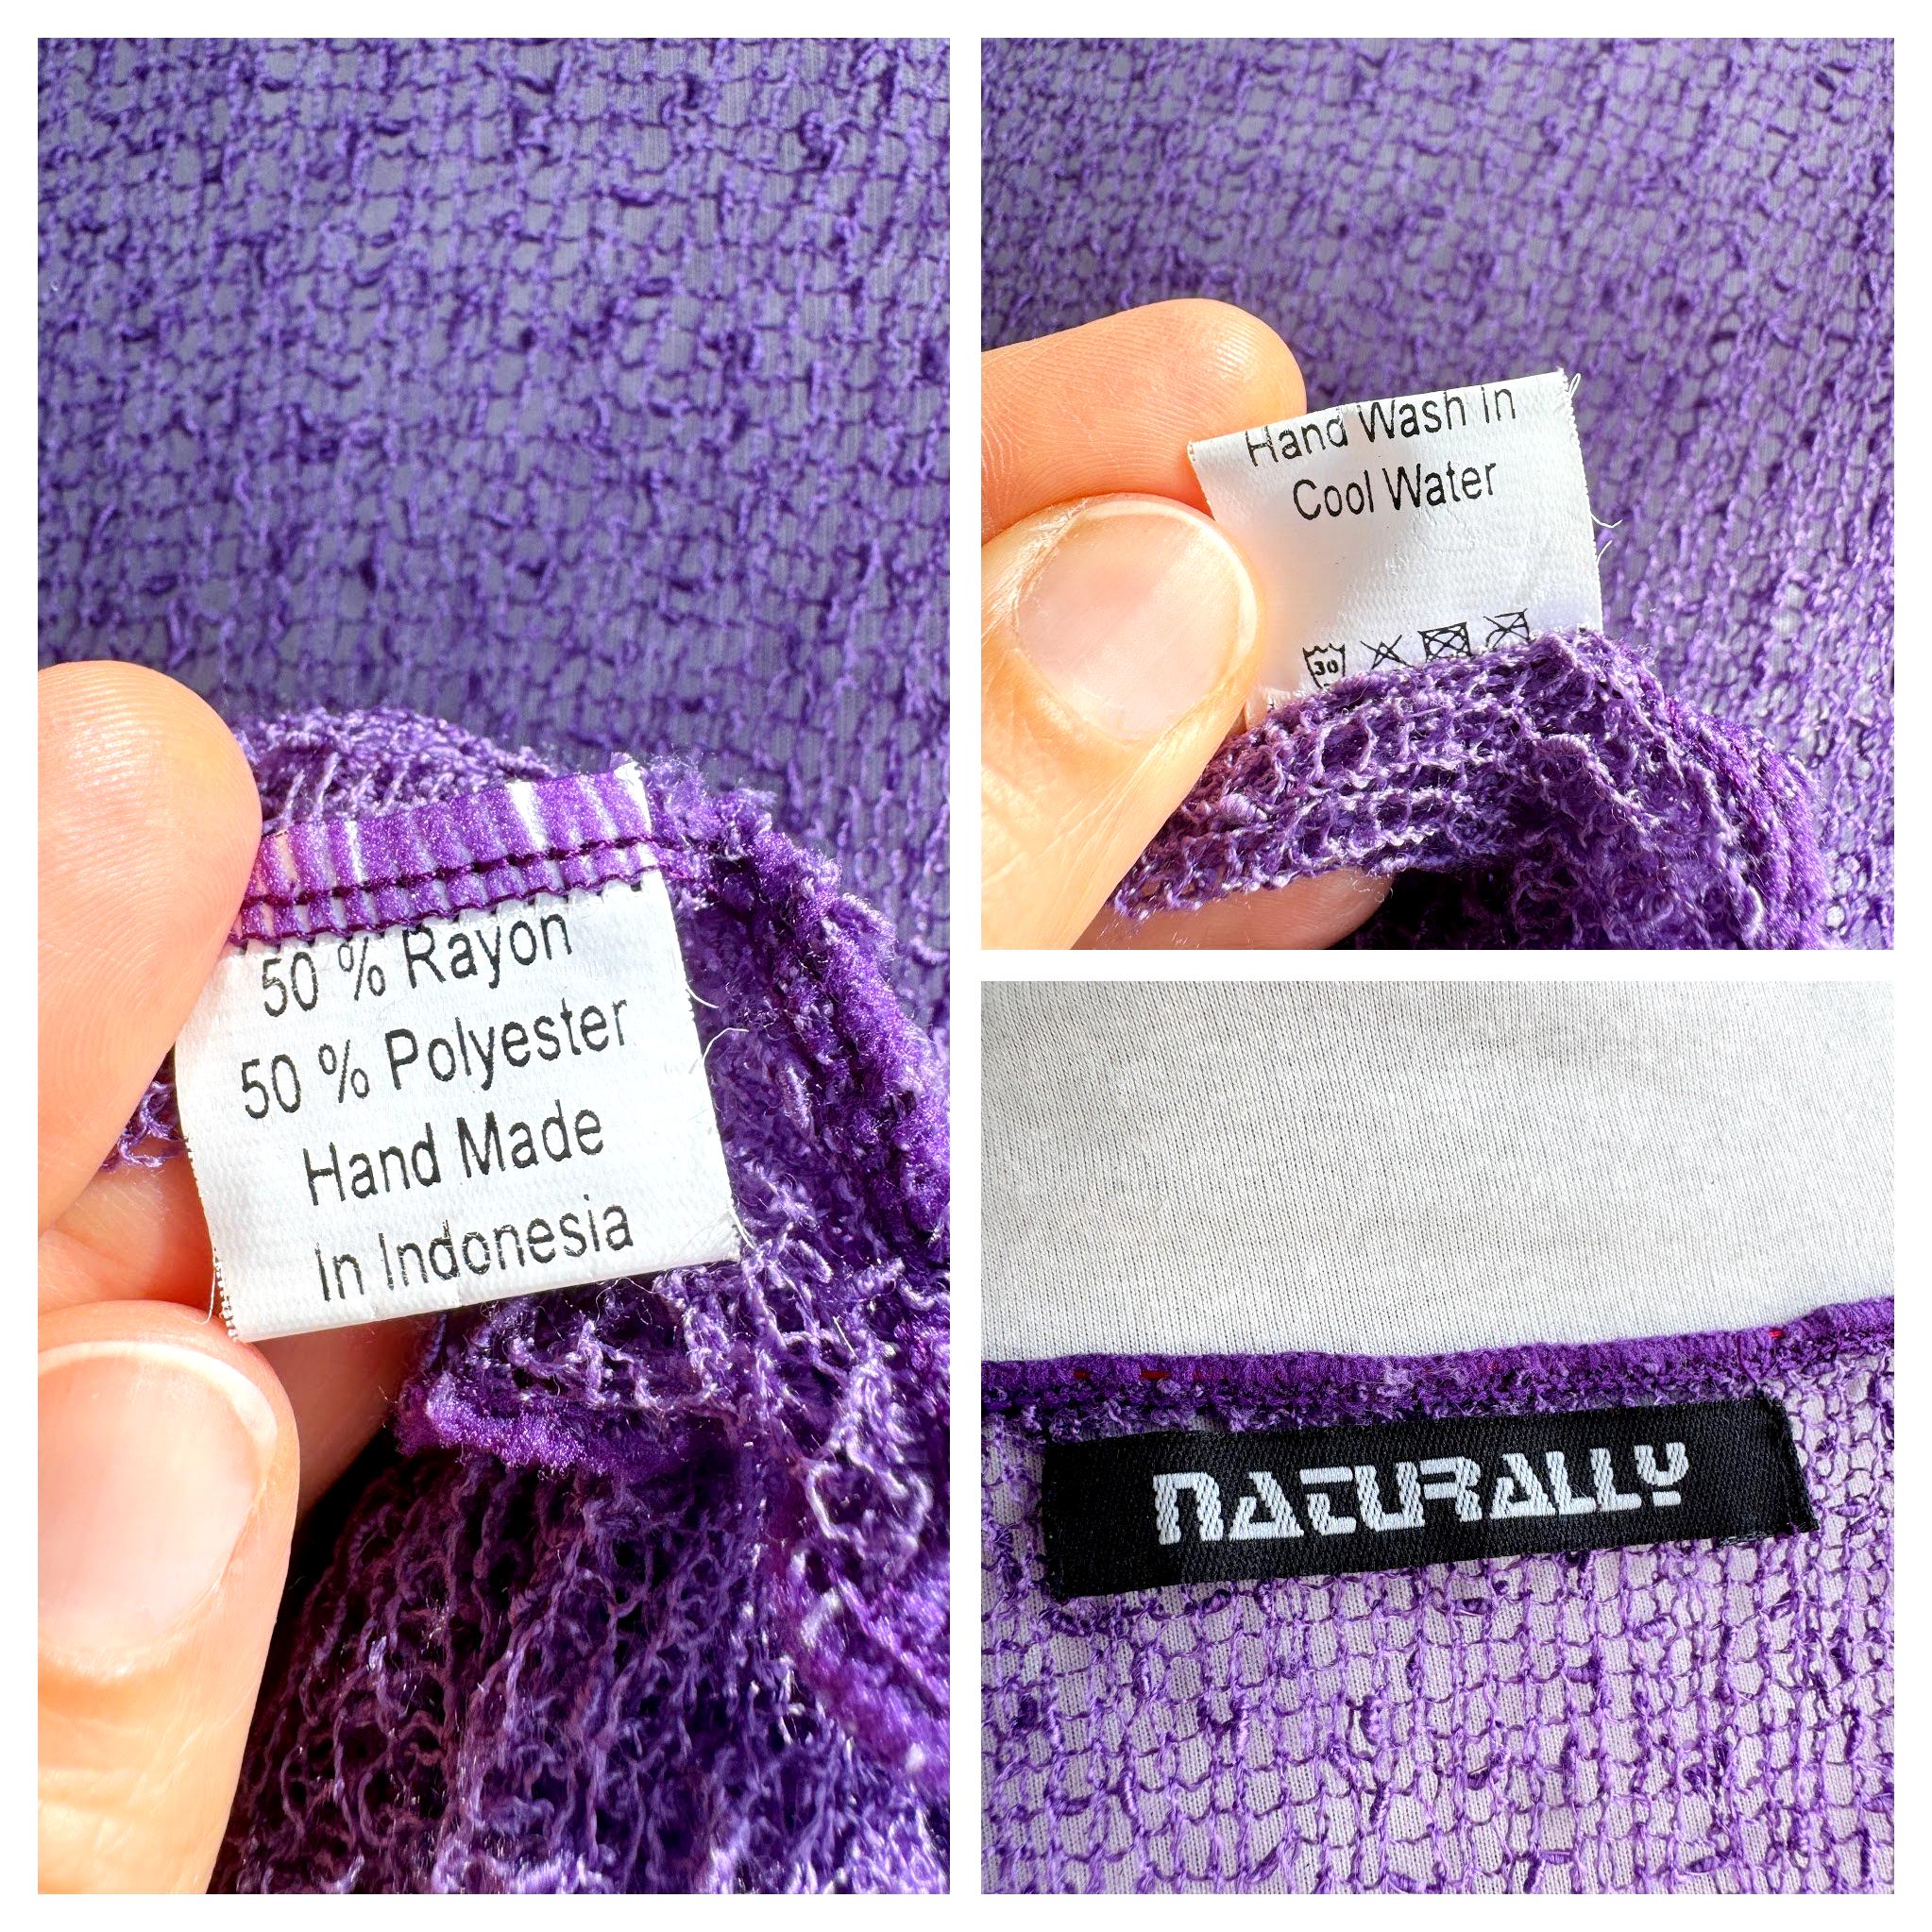 50 % Rayon
50 % Polyester
Hand Made
In Indonesia
Hand Wash in
Cool Water
30
NATURALLY